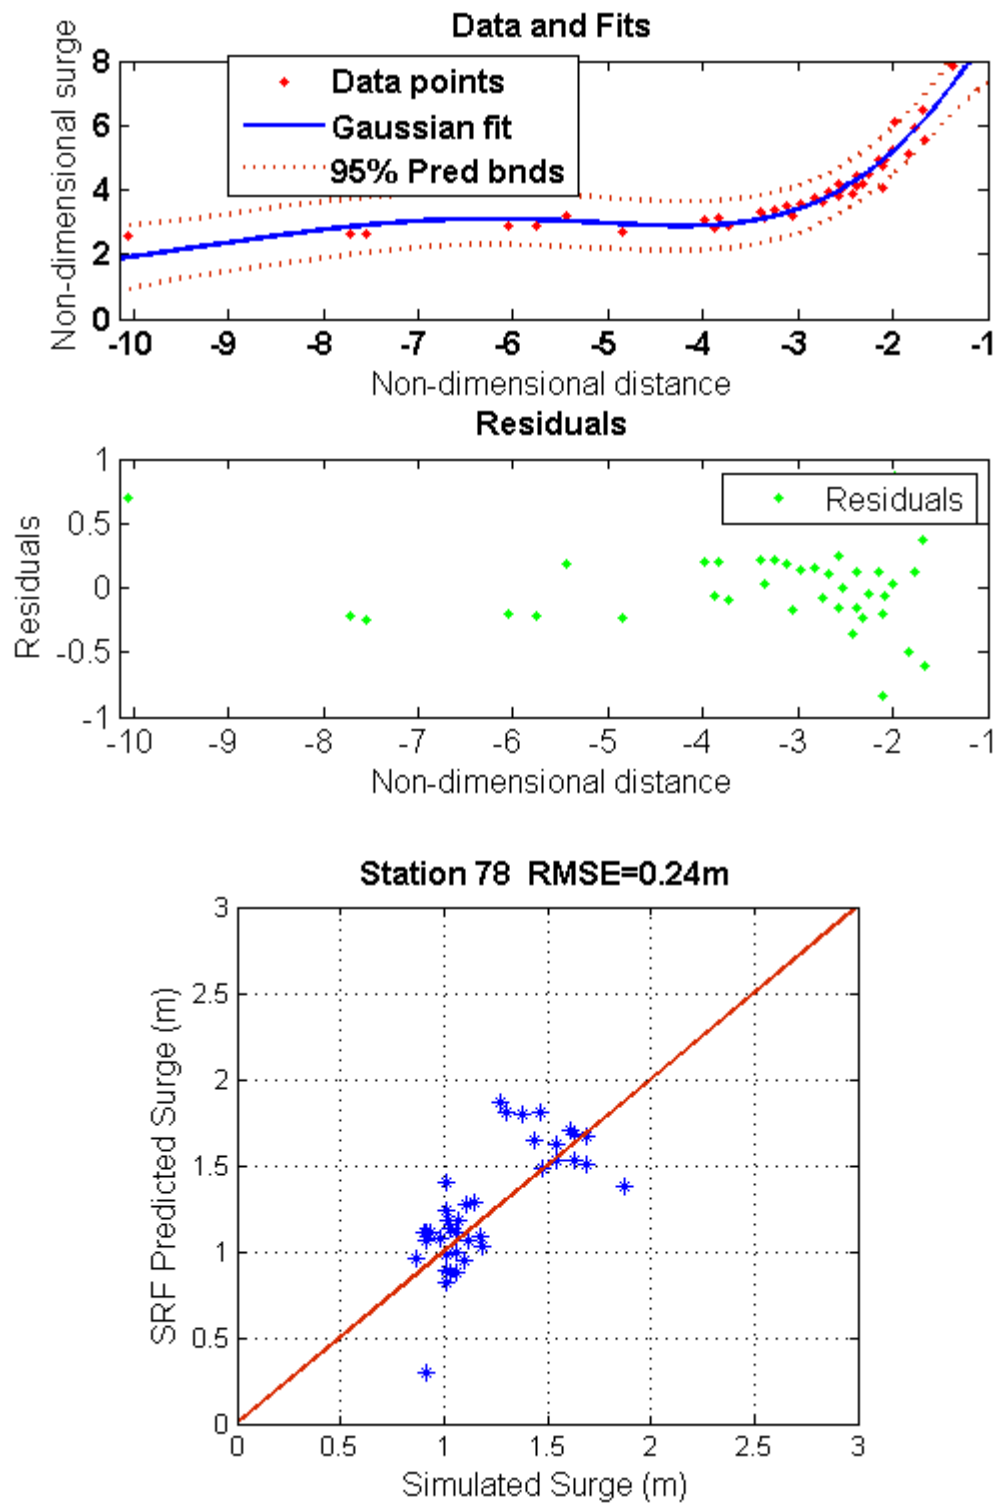 Data and Fits
Non-dimensional surge
8
6
4
2
0
Data points
Gaussian fit
95% Pred bnds
-10 -9 -8 -7 -6 -5 -4 -3 -2 -1
Non-dimensional distance
Residuals
Residuals
1
0.5
0
-0.5
-1
Residuals
-10 -9 -8 -7 -6 -5 -4 -3 -2 -1
Non-dimensional distance
Station 78 RMSE=0.24m
SRF Predicted Surge (m)
3
2.5
2
1.5
1
0.5
0
0 0.5 1 1.5 2 2.5 3
Simulated Surge (m)